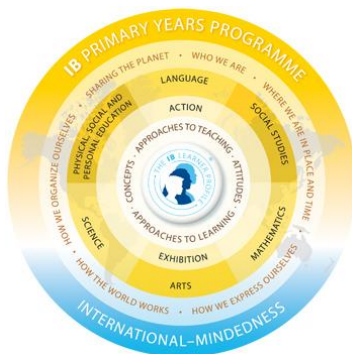 IB PRIMARY YEARS PROGRAMME
INTERNATIONAL-MINDEDNESS
SHARING THE PLANET • WHO WE ARE • WHERE WE ARE IN PLACE AND TIME • HOW WE EXPRESS OURSELVES • HOW THE WORLD WORKS • HOW WE ORGANIZE OURSELVES •
LANGUAGE
SOCIAL STUDIES
MATHEMATICS
ARTS
SCIENCE
PHYSICAL, SOCIAL AND
PERSONAL EDUCATION
ACTION
EXHIBITION
APPROACHES TO TEACHING • ATTITUDES • APPROACHES TO LEARNING • CONCEPTS •
THE IB LEARNER PROFILE